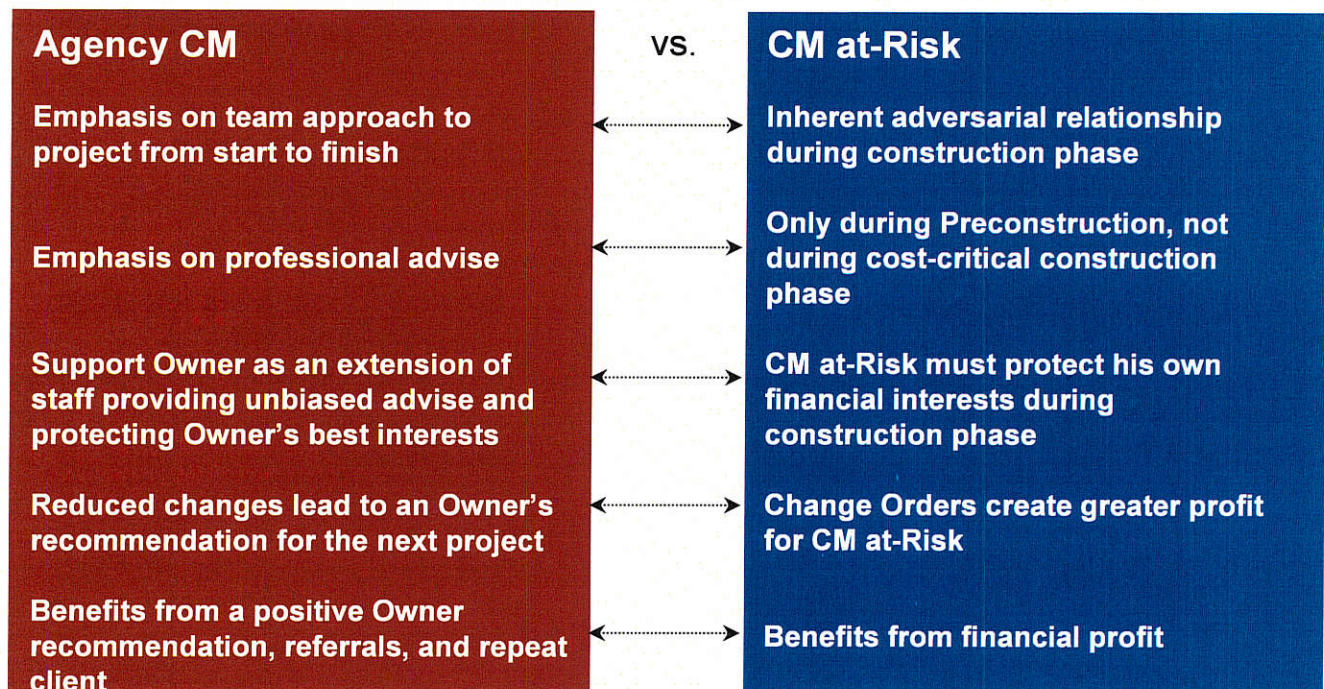 Agency CM
vs.
CM at-Risk
Emphasis on team approach to
project from start to finish
Inherent adversarial relationship
during construction phase
Emphasis on professional advise
Only during Preconstruction, not
during cost-critical construction
phase
Support Owner as an extension of
staff providing unbiased advise and
protecting Owner's best interests
CM at-Risk must protect his own
financial interests during
construction phase
Reduced changes lead to an Owner's
recommendation for the next project
Change Orders create greater profit
for CM at-Risk
Benefits from a positive Owner
recommendation, referrals, and repeat
client
Benefits from financial profit